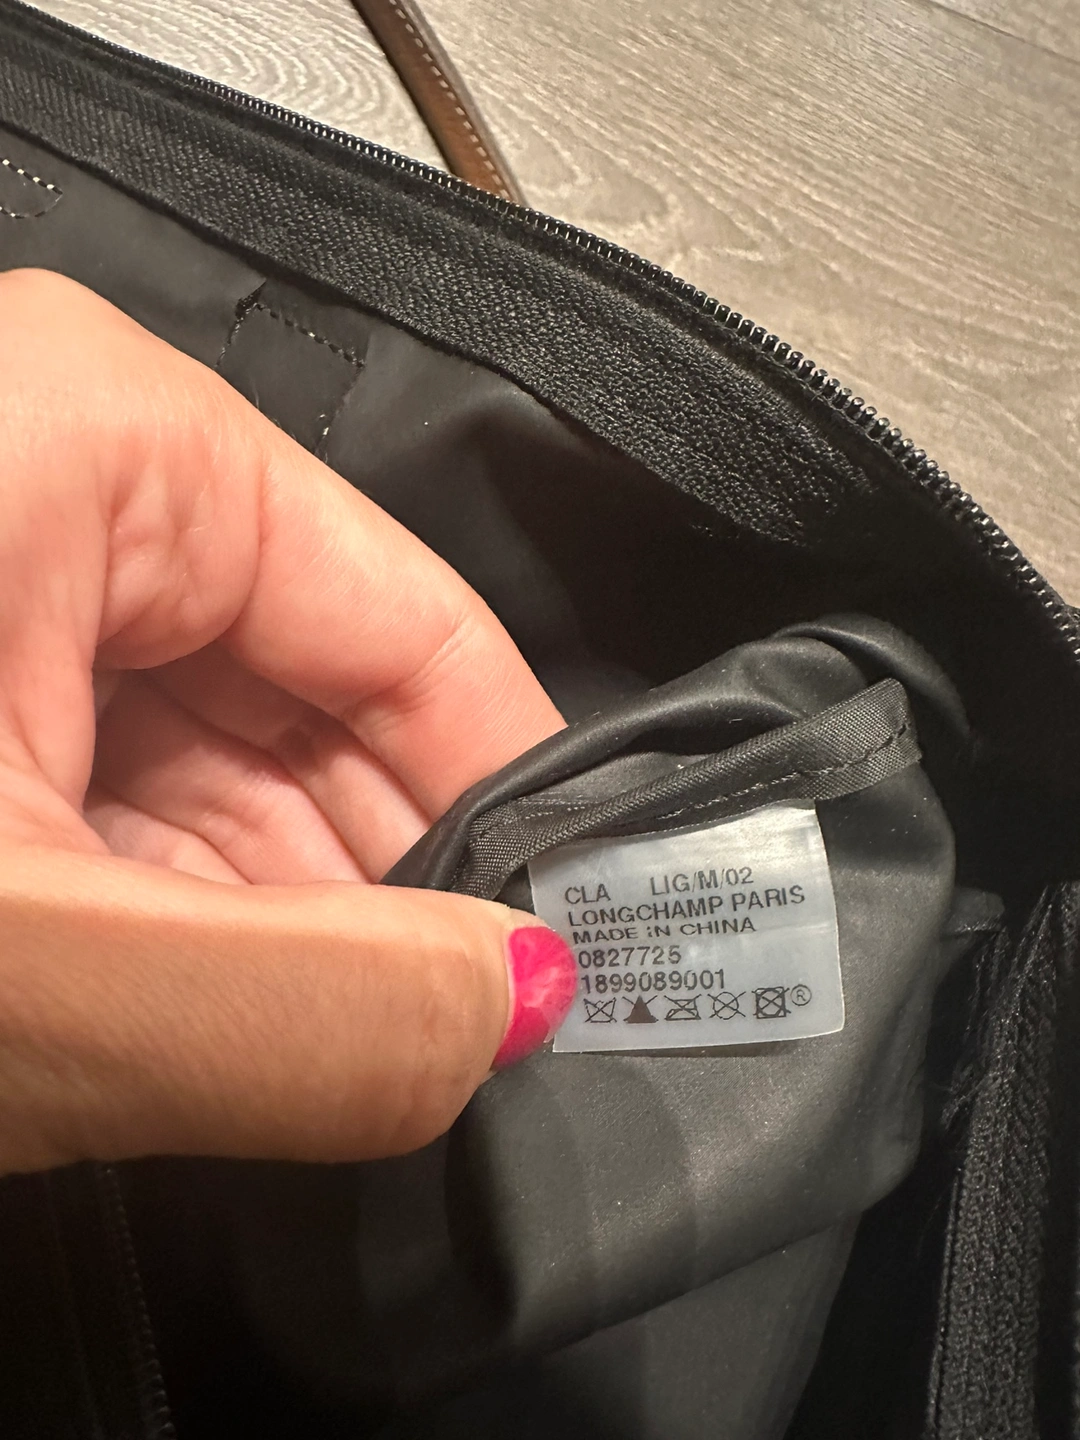 CLA LIG/M/02
LONGCHAMP PARIS
MADE IN CHINA
0827725
1899089001
®